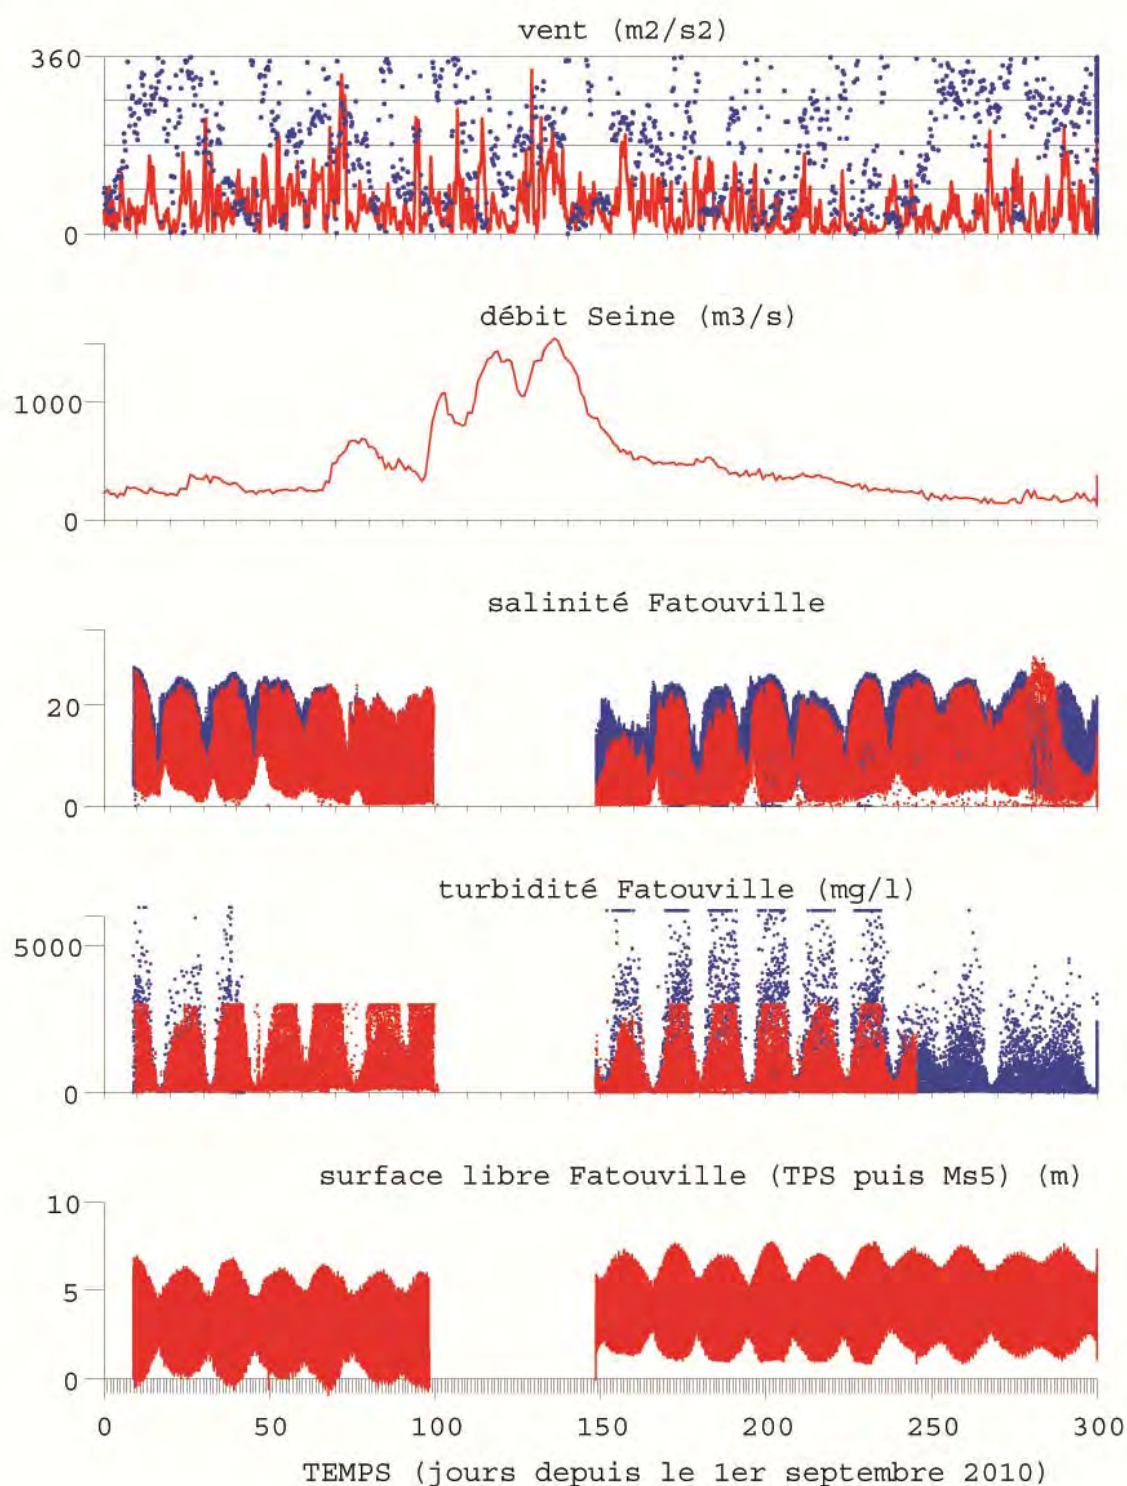 vent (m2/s2)
360
0
débit Seine (m3/s)
1000
0
salinité Fatouville
20
0
turbidité Fatouville (mg/l)
5000
0
surface libre Fatouville (TPS puis Ms5) (m)
10
5
0
0 50 100 150 200 250 300
TEMPS (jours depuis le 1er septembre 2010)